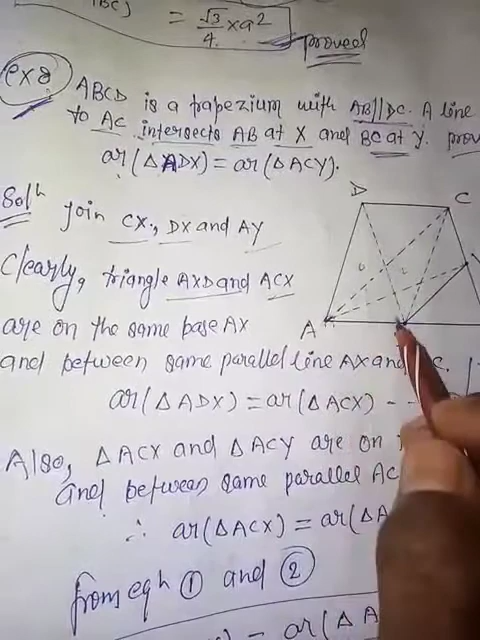 = √3/4 × a²
proved
ex 8 ABCD is a trapezium with AB||DC. A line
to AC intersects AB at X and BC at Y. prov
ar(ΔADX) = ar(ΔACY).
Solⁿ Join CX, DX and AY
D
C
Clearly, triangle AXD and ACX
are on the same base AX
A
and between same parallel line AX and
ar(ΔADX) = ar(ΔACX) - -
Also, ΔACX and ΔACY are on
and between same parallel AC
∴ ar(ΔACX) = ar(ΔA
from eqⁿ ① and ②
= ar(ΔA